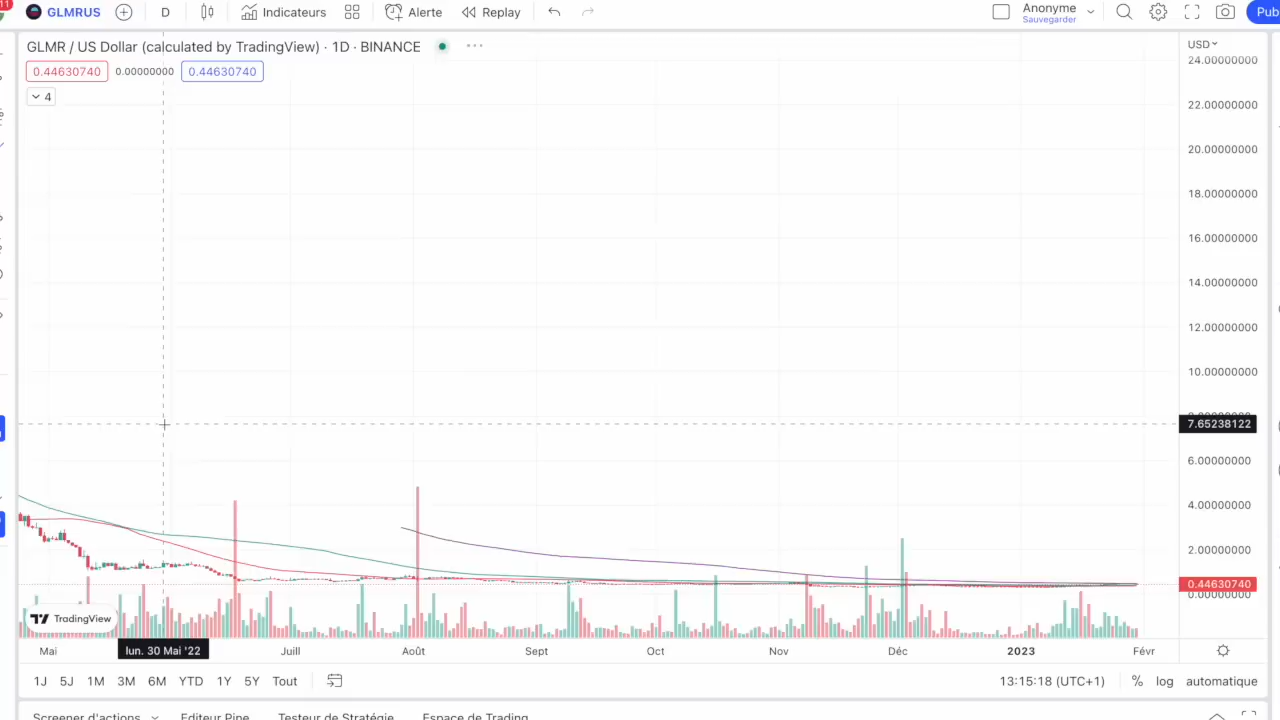 11
GLMRUS D Indicateurs Alerte Replay Anonyme Sauvegarder
GLMR / US Dollar (calculated by TradingView) · 1D · BINANCE
0.44630740 0.00000000 0.44630740
4
USD
24.00000000
22.00000000
20.00000000
18.00000000
16.00000000
14.00000000
12.00000000
10.00000000
7.65238122
6.00000000
4.00000000
2.00000000
0.44630740
0.00000000
TradingView
Mai lun. 30 Mai '22 Juill Août Sept Oct Nov Déc 2023 Févr
1J 5J 1M 3M 6M YTD 1Y 5Y Tout 13:15:18 (UTC+1) % log automatique
Screener d'actions Editeur Pine Testeur de Stratégie Espace de Trading